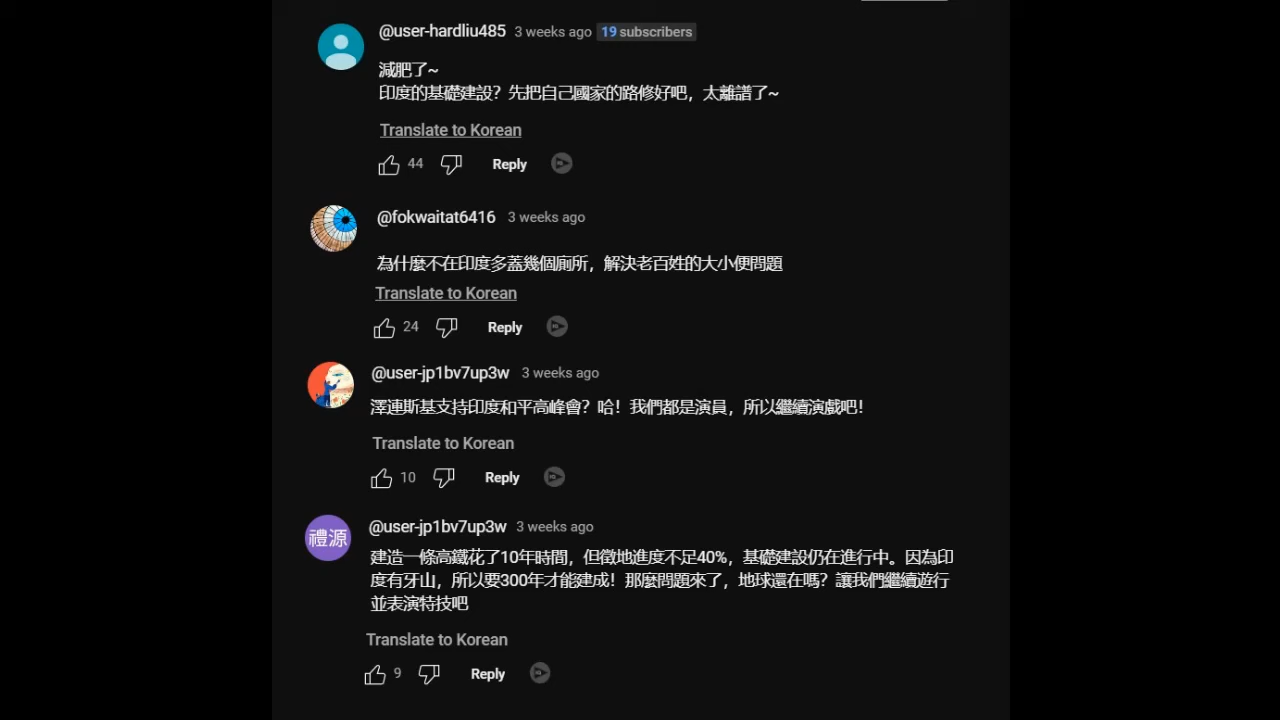 @user-hardliu485 3 weeks ago 19 subscribers
減肥了~
印度的基礎建設？先把自己國家的路修好吧，太離譜了~
Translate to Korean
44 Reply
@fokwaitat6416 3 weeks ago
為什麼不在印度多蓋幾個廁所，解決老百姓的大小便問題
Translate to Korean
24 Reply
@user-jp1bv7up3w 3 weeks ago
澤連斯基支持印度和平高峰會？哈！我們都是演員，所以繼續演戲吧！
Translate to Korean
10 Reply
禮源
@user-jp1bv7up3w 3 weeks ago
建造一條高鐵花了10年時間，但徵地進度不足40%，基礎建設仍在進行中。因為印
度有牙山，所以要300年才能建成！那麼問題來了，地球還在嗎？讓我們繼續遊行
並表演特技吧
Translate to Korean
9 Reply